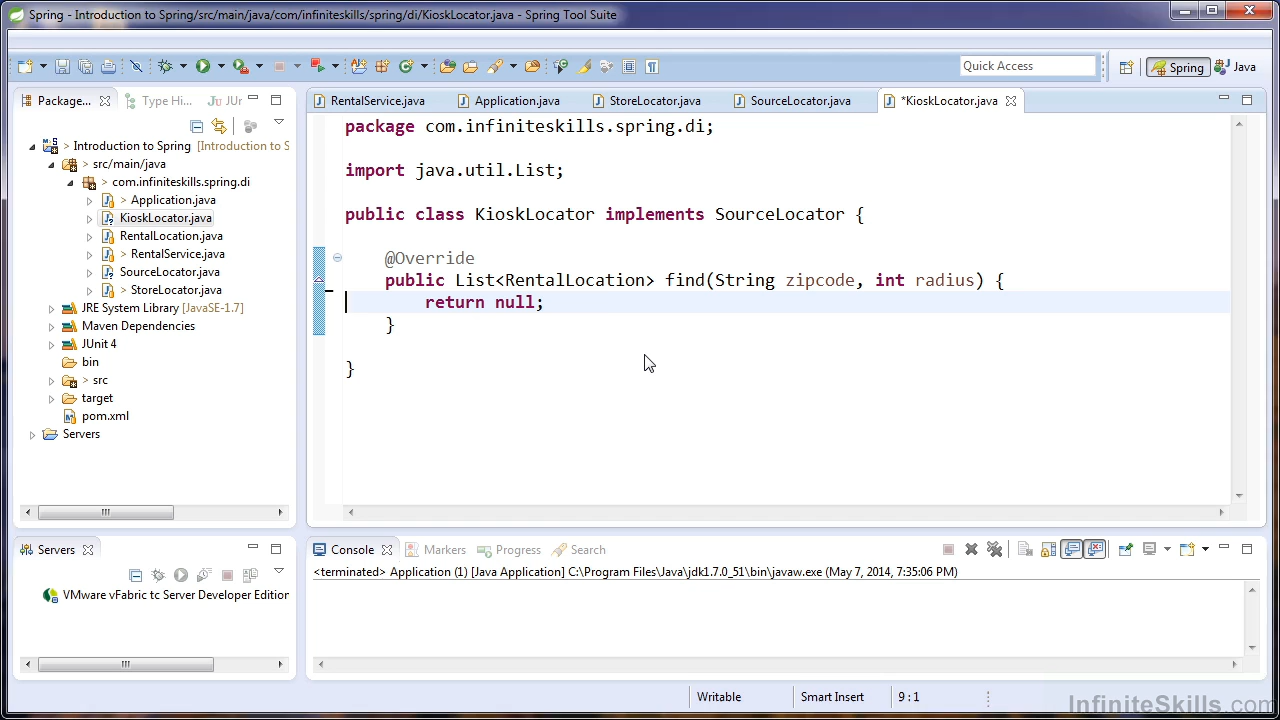 Spring - Introduction to Spring/src/main/java/com/infiniteskills/spring/di/KioskLocator.java - Spring Tool Suite
Quick Access
Spring
Java
Package...
Type Hi...
JUr
RentalService.java
Application.java
StoreLocator.java
SourceLocator.java
*KioskLocator.java
> Introduction to Spring [Introduction to S
> src/main/java
> com.infiniteskills.spring.di
> Application.java
KioskLocator.java
RentalLocation.java
> RentalService.java
SourceLocator.java
> StoreLocator.java
JRE System Library [JavaSE-1.7]
Maven Dependencies
JUnit 4
bin
> src
target
pom.xml
Servers
package com.infiniteskills.spring.di;
import java.util.List;
public class KioskLocator implements SourceLocator {
@Override
public List<RentalLocation> find(String zipcode, int radius) {
return null;
}
}
Servers
VMware vFabric tc Server Developer Edition
Console
Markers
Progress
Search
<terminated> Application (1) [Java Application] C:\Program Files\Java\jdk1.7.0_51\bin\javaw.exe (May 7, 2014, 7:35:06 PM)
Writable
Smart Insert
9 : 1
InfiniteSkills.com